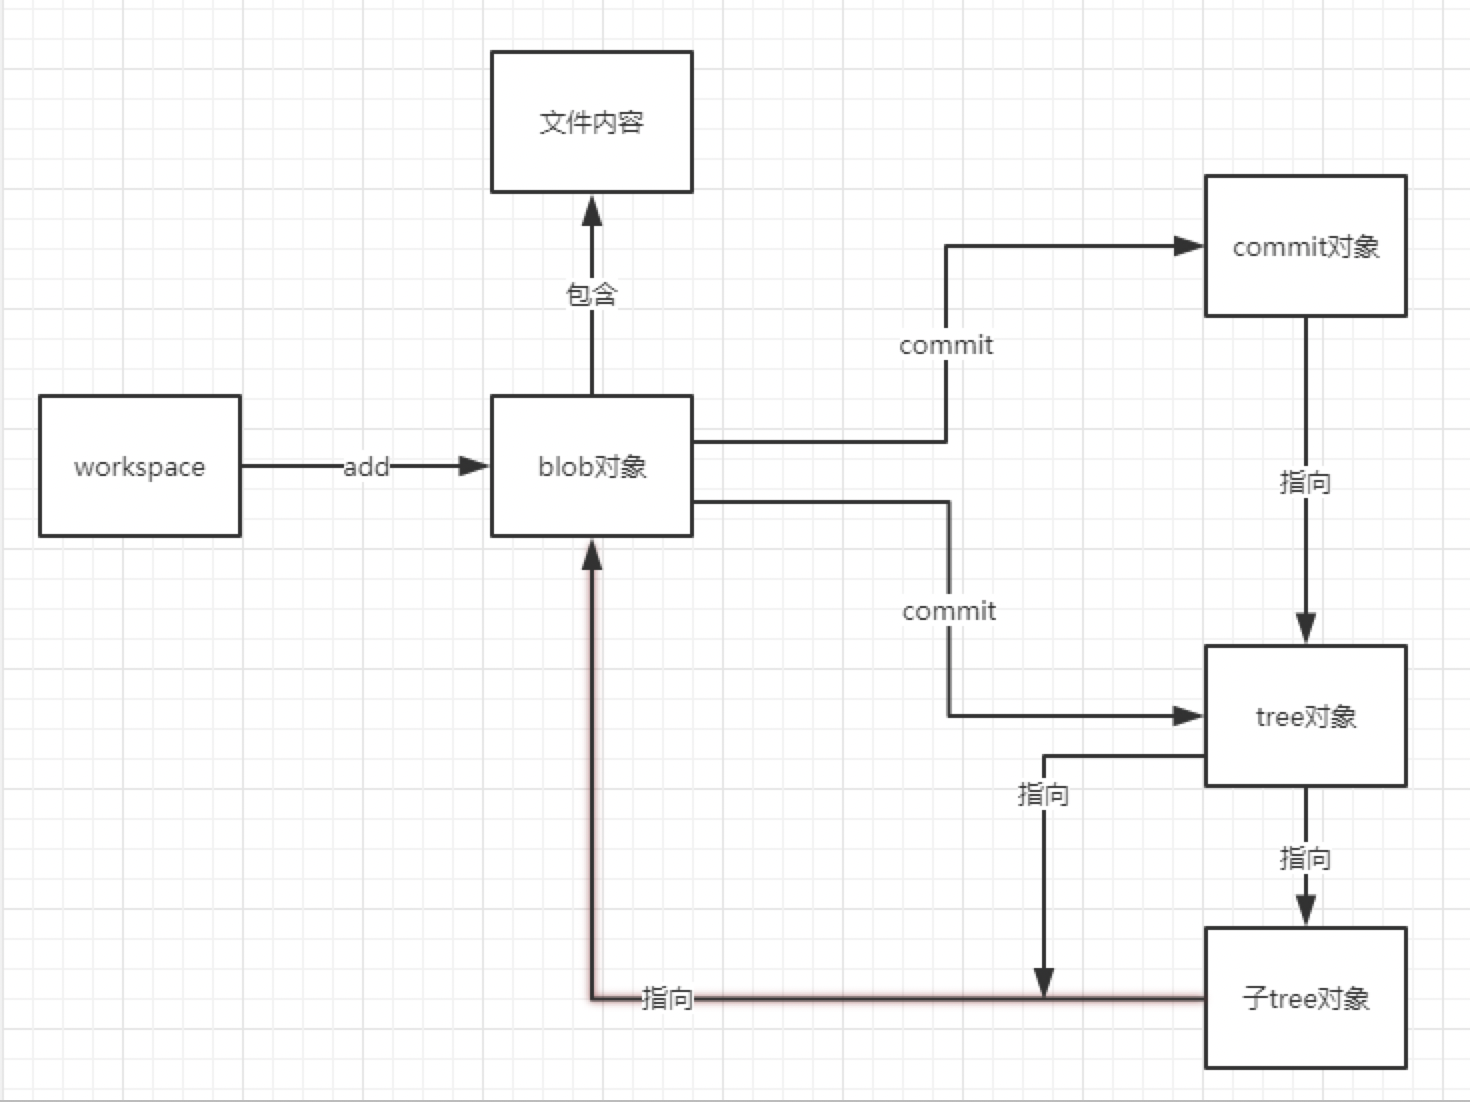 文件内容
commit对象
包含
commit
workspace
add
blob对象
指向
commit
tree对象
指向
指向
指向
子tree对象